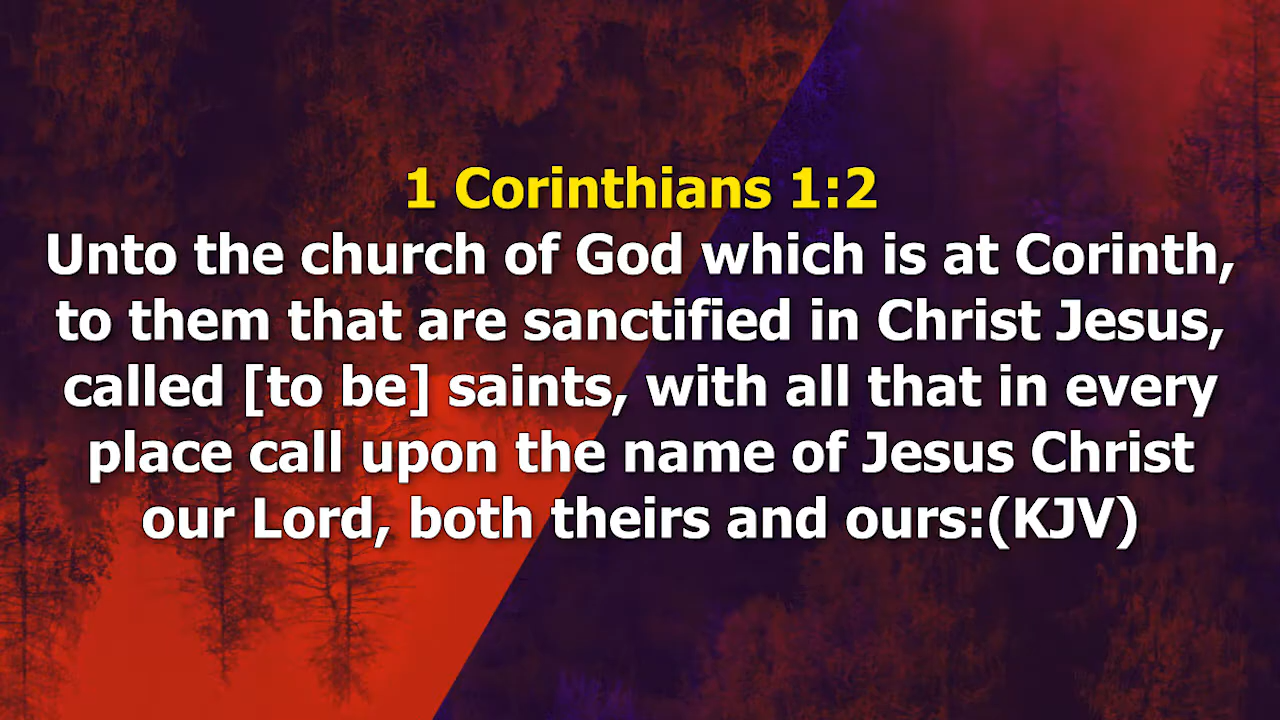 1 Corinthians 1:2
Unto the church of God which is at Corinth,
to them that are sanctified in Christ Jesus,
called [to be] saints, with all that in every
place call upon the name of Jesus Christ
our Lord, both theirs and ours:(KJV)